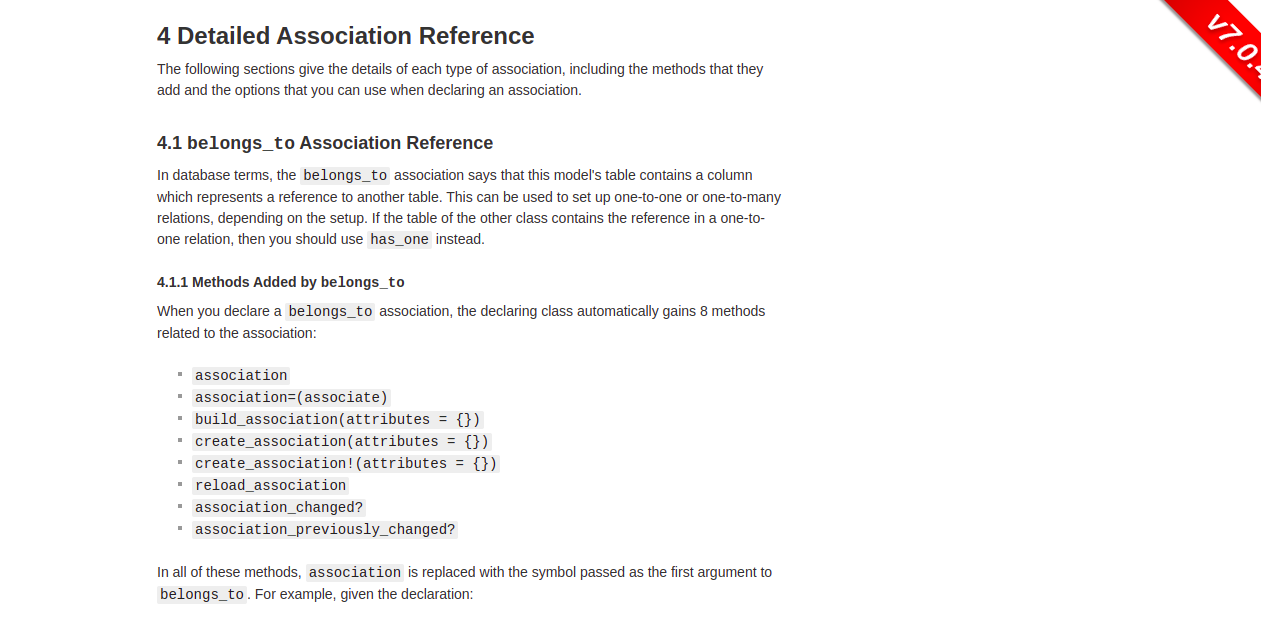 4 Detailed Association Reference
v7.0.4
The following sections give the details of each type of association, including the methods that they
add and the options that you can use when declaring an association.
4.1 belongs_to Association Reference
In database terms, the belongs_to association says that this model's table contains a column
which represents a reference to another table. This can be used to set up one-to-one or one-to-many
relations, depending on the setup. If the table of the other class contains the reference in a one-to-
one relation, then you should use has_one instead.
4.1.1 Methods Added by belongs_to
When you declare a belongs_to association, the declaring class automatically gains 8 methods
related to the association:
association
association=(associate)
build_association(attributes = {})
create_association(attributes = {})
create_association!(attributes = {})
reload_association
association_changed?
association_previously_changed?
In all of these methods, association is replaced with the symbol passed as the first argument to
belongs_to. For example, given the declaration: